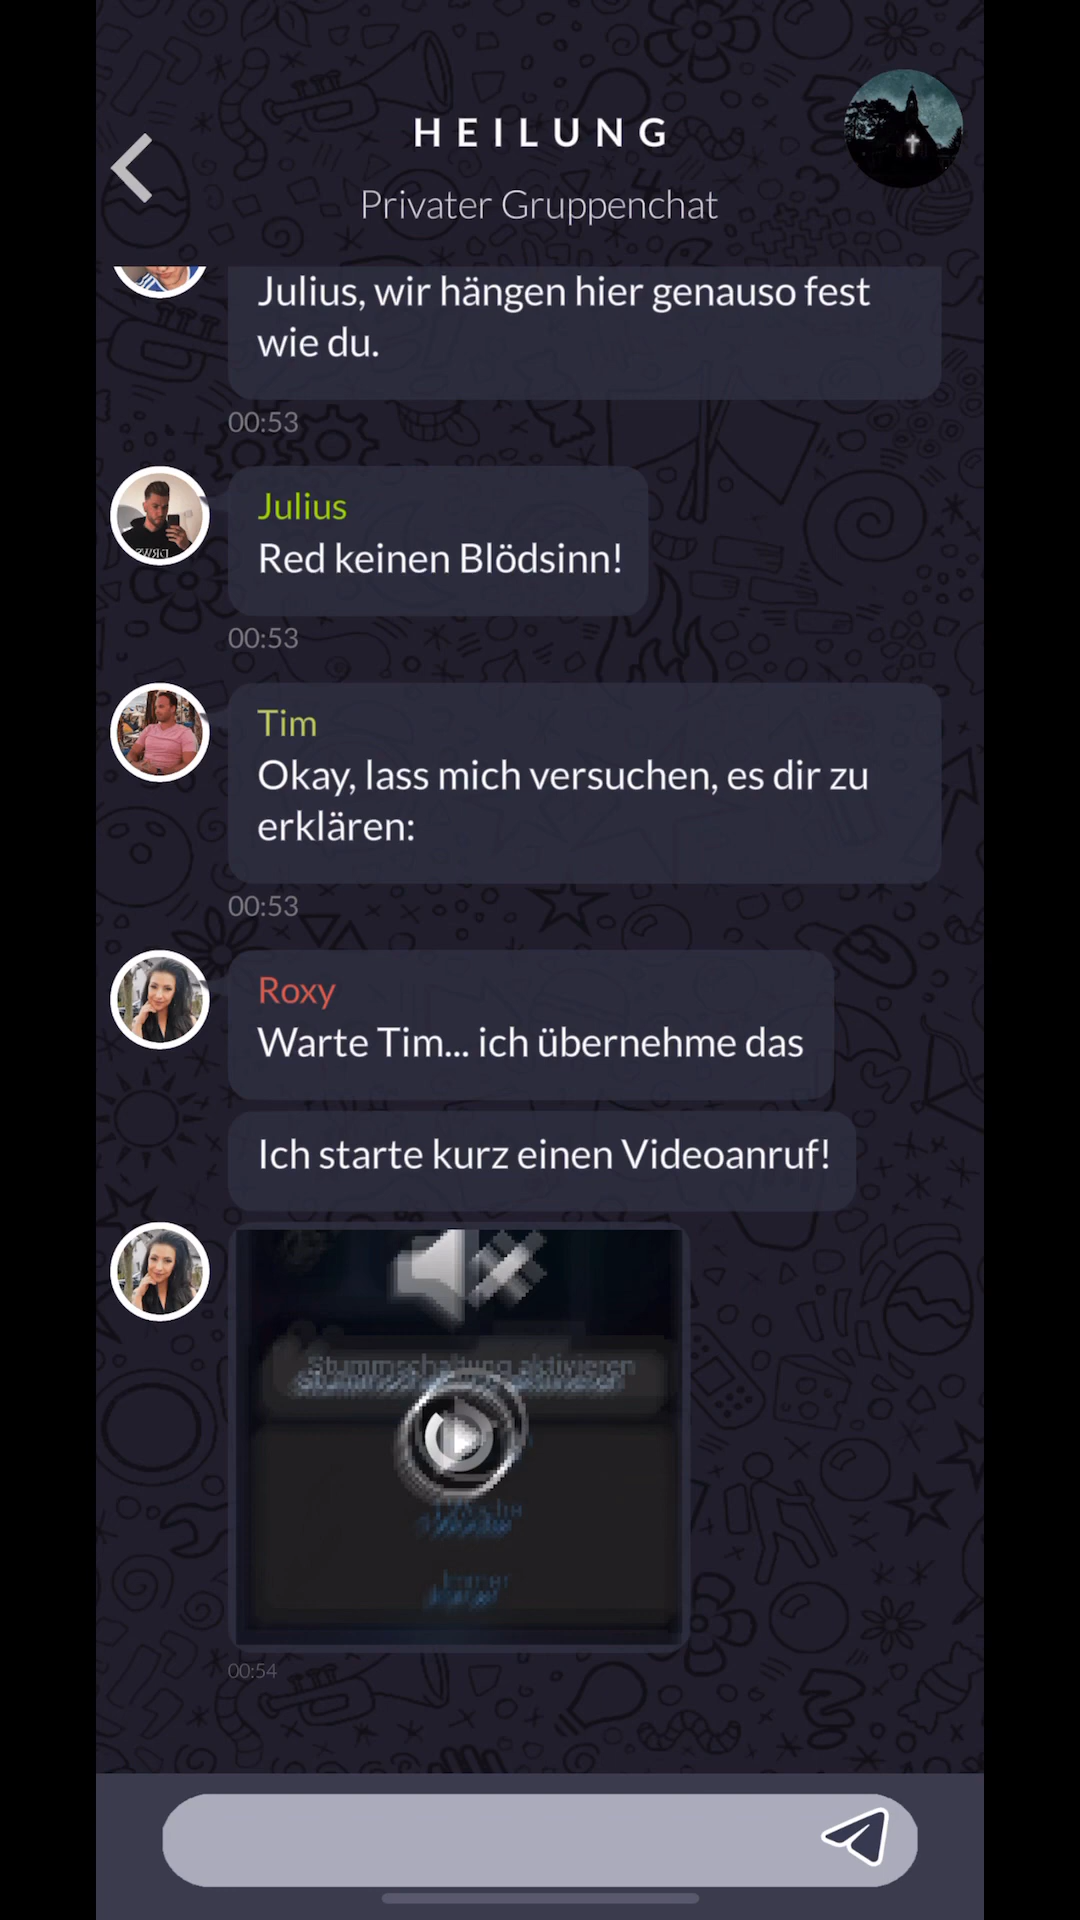 HEILUNG
Privater Gruppenchat
Julius, wir hängen hier genauso fest
wie du.
00:53
Julius
Red keinen Blödsinn!
00:53
Tim
Okay, lass mich versuchen, es dir zu
erklären:
00:53
Roxy
Warte Tim... ich übernehme das
Ich starte kurz einen Videoanruf!
Stummschaltung aktivieren
00:54